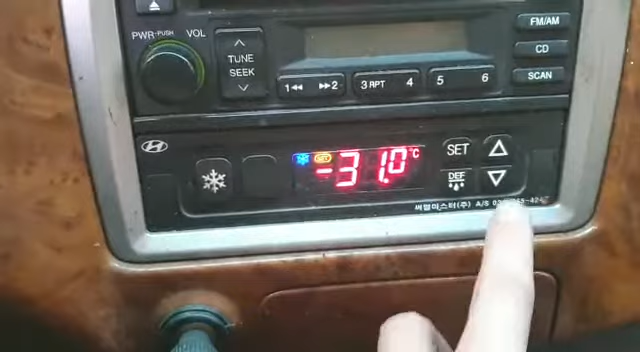 PWR-PUSH VOL
TUNE
SEEK
1 2
3 RPT 4
5 6
FM/AM
CD
SCAN
SET
-31.0 °C
SET
DEF
써멀마스터(주) A/S